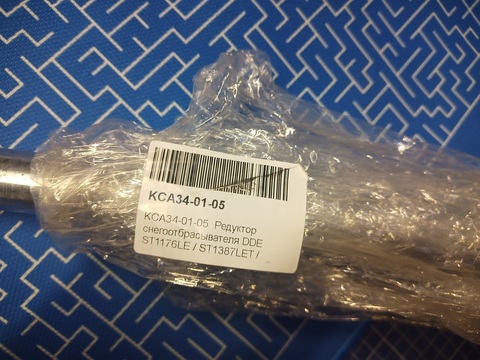 KCA34-01-05
KCA34-01-05 Редуктор
снегоотбрасывателя DDE
ST1176LE / ST1387LET /